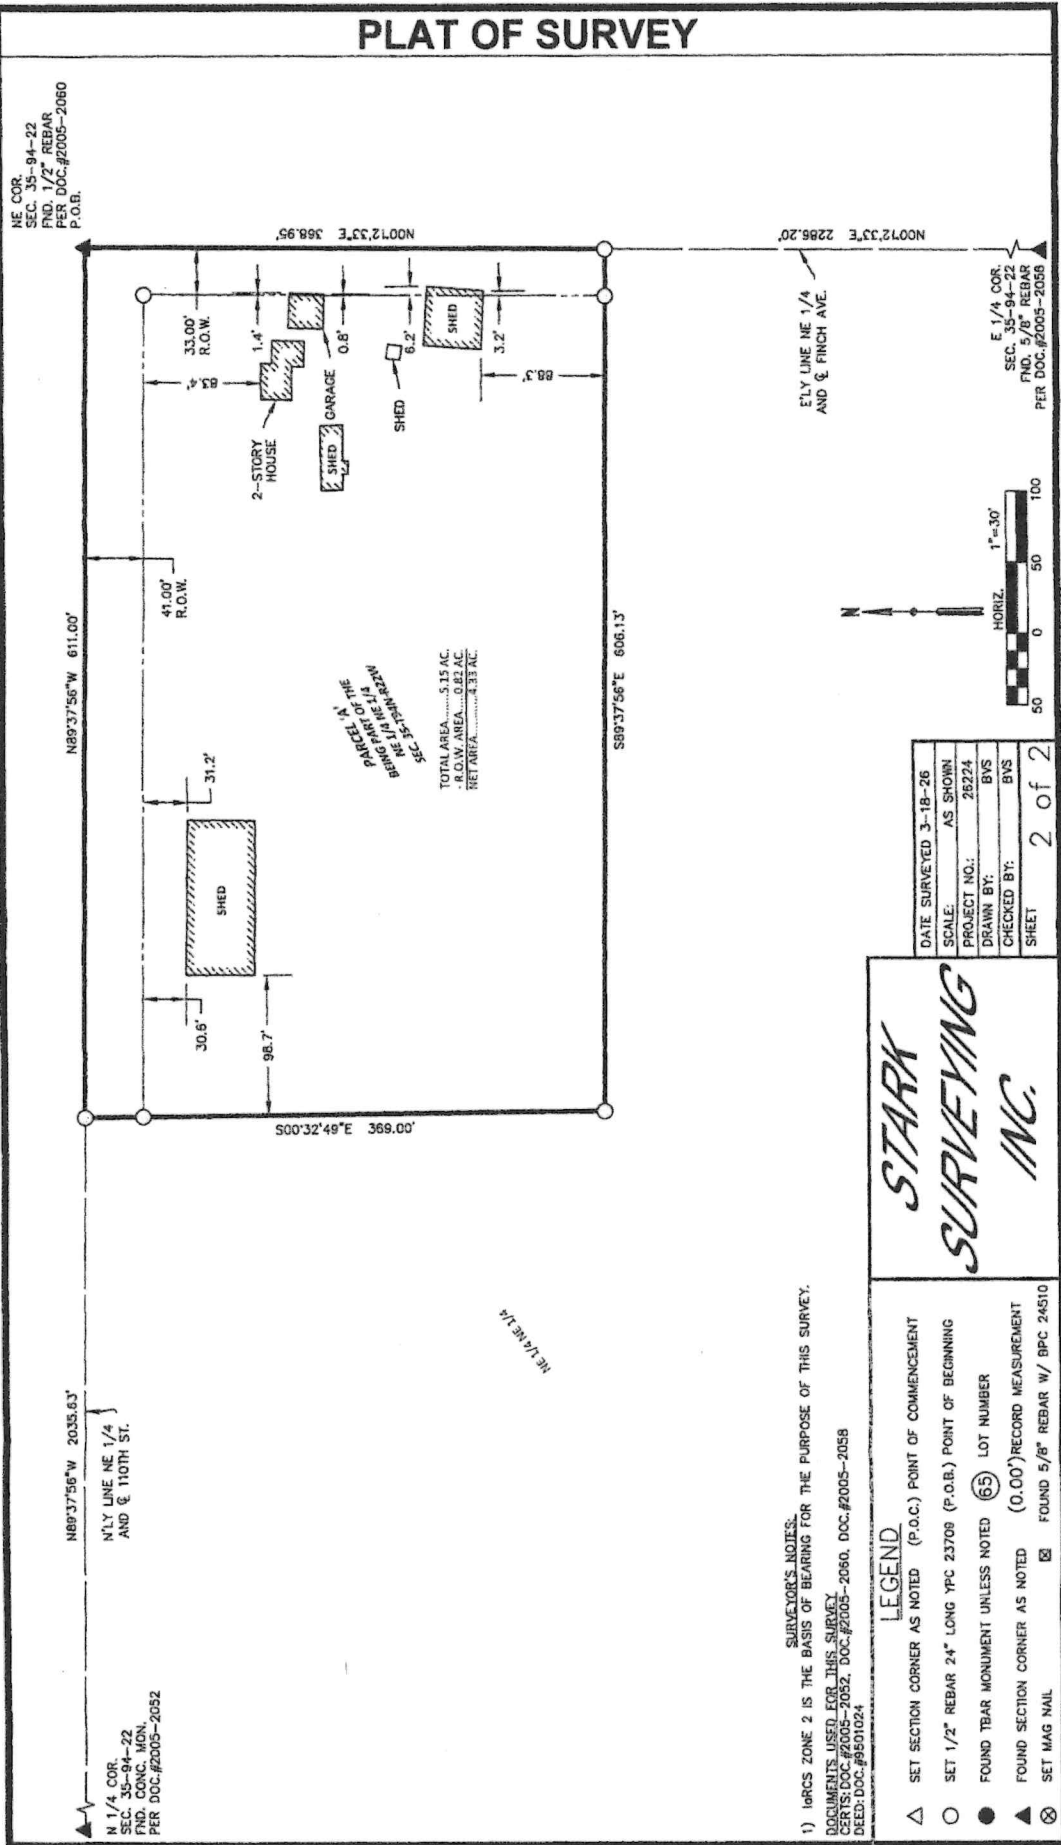 PLAT OF SURVEY
NE COR.
SEC. 35-94-22
FND. 1/2" REBAR
PER DOC.#2005-2060
P.O.B.
N 1/4 COR.
SEC. 35-94-22
FND. CONC. MON.
PER DOC.#2005-2052
N89°37'56"W 2035.63'
N'LY LINE NE 1/4
AND ℄ 110TH ST.
N89°37'56"W 611.00'
41.00'
R.O.W.
33.00'
R.O.W.
N00°12'33"E 368.95'
83.4'
1.4'
2-STORY
HOUSE
GARAGE
0.8'
SHED
SHED
6.2'
SHED
3.2'
88.3'
31.2'
SHED
30.6'
98.7'
S00°32'49"E 369.00'
PARCEL 'A' OF THE
BEING PART NE 1/4
NE 1/4 NE 1/4
SEC. 35-T94N-R22W
TOTAL AREA.......5.15 AC.
- R.O.W. AREA....0.82 AC.
NET AREA...........4.33 AC.
S89°37'56"E 606.13'
NE 1/4 NE 1/4
N00°12'33"E 2286.20'
E'LY LINE NE 1/4
AND ℄ FINCH AVE.
E 1/4 COR.
SEC. 35-94-22
FND. 5/8" REBAR
PER DOC.#2005-2058
N
HORIZ. 1"=30'
50 0 50 100
SURVEYOR'S NOTES:
1) IaRCS ZONE 2 IS THE BASIS OF BEARING FOR THE PURPOSE OF THIS SURVEY.
DOCUMENTS USED FOR THIS SURVEY
CERTS: DOC.#2005-2052, DOC.#2005-2060, DOC.#2005-2058
DEED: DOC.#9501024
LEGEND
SET SECTION CORNER AS NOTED (P.O.C.) POINT OF COMMENCEMENT
SET 1/2" REBAR 24" LONG YPC 23709 (P.O.B.) POINT OF BEGINNING
FOUND TBAR MONUMENT UNLESS NOTED 65 LOT NUMBER
FOUND SECTION CORNER AS NOTED (0.00') RECORD MEASUREMENT
SET MAG NAIL FOUND 5/8" REBAR W/ BPC 24510
STARK
SURVEYING
INC.
DATE SURVEYED 3-18-26
SCALE: AS SHOWN
PROJECT NO.: 26224
DRAWN BY: BVS
CHECKED BY: BVS
SHEET 2 of 2